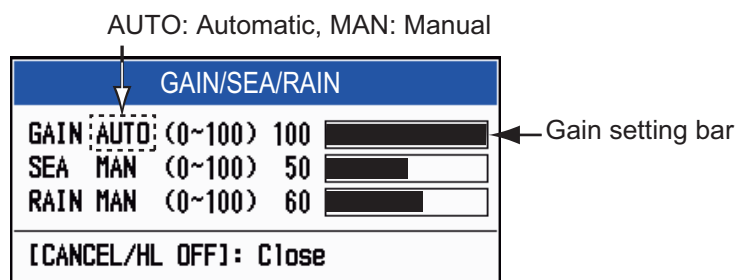 AUTO: Automatic, MAN: Manual
GAIN/SEA/RAIN
GAIN AUTO (0~100) 100
Gain setting bar
SEA MAN (0~100) 50
RAIN MAN (0~100) 60
[CANCEL/HL OFF]: Close